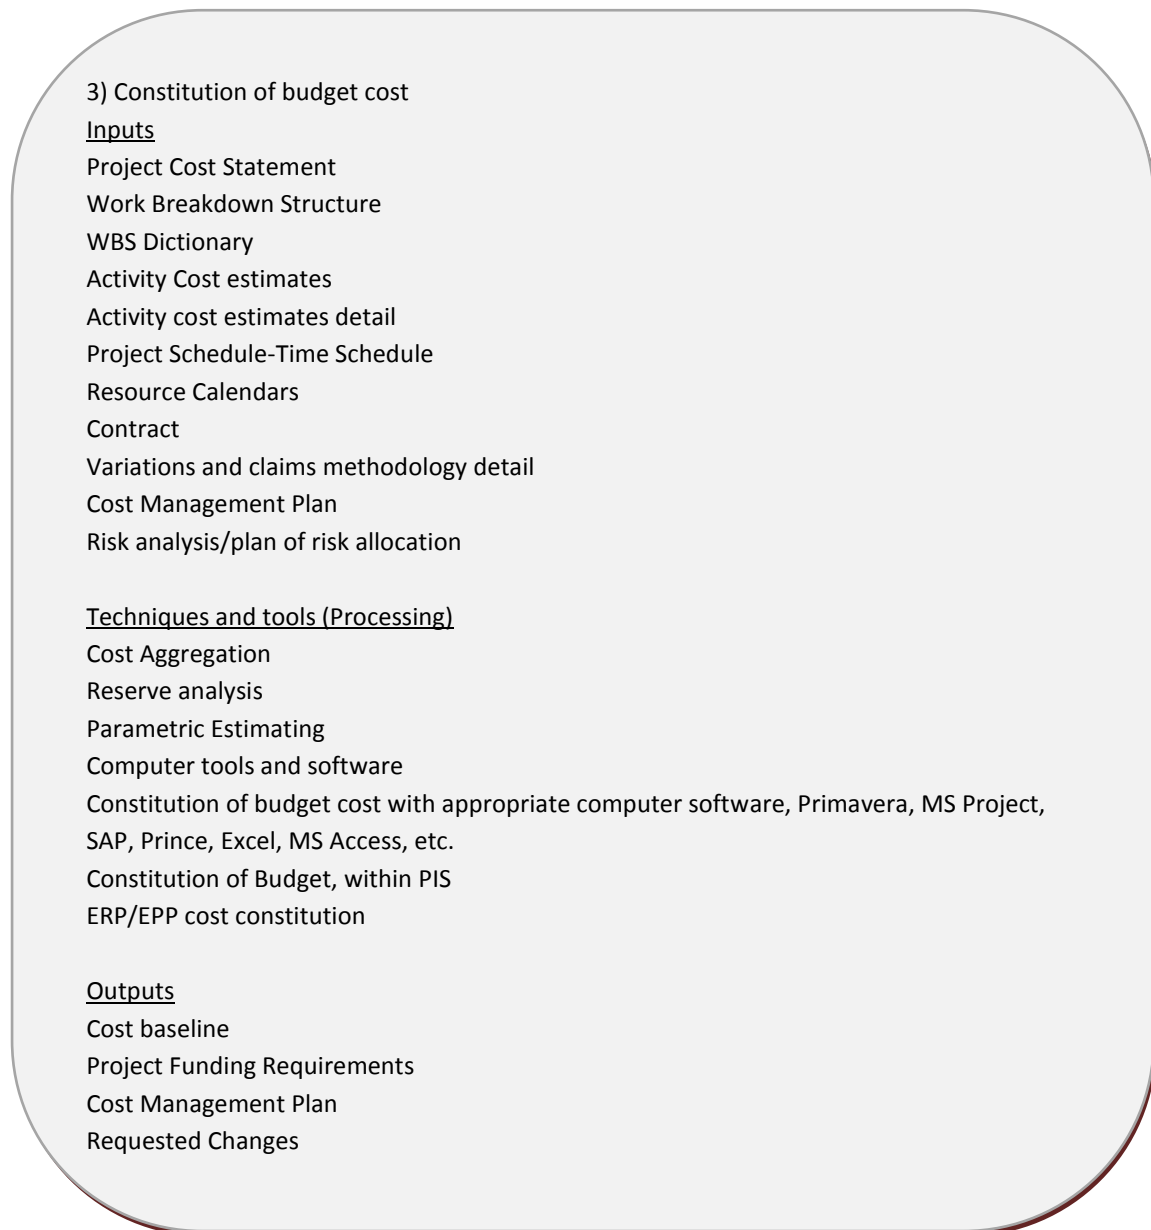 3) Constitution of budget cost
Inputs
Project Cost Statement
Work Breakdown Structure
WBS Dictionary
Activity Cost estimates
Activity cost estimates detail
Project Schedule-Time Schedule
Resource Calendars
Contract
Variations and claims methodology detail
Cost Management Plan
Risk analysis/plan of risk allocation
Techniques and tools (Processing)
Cost Aggregation
Reserve analysis
Parametric Estimating
Computer tools and software
Constitution of budget cost with appropriate computer software, Primavera, MS Project,
SAP, Prince, Excel, MS Access, etc.
Constitution of Budget, within PIS
ERP/EPP cost constitution
Outputs
Cost baseline
Project Funding Requirements
Cost Management Plan
Requested Changes